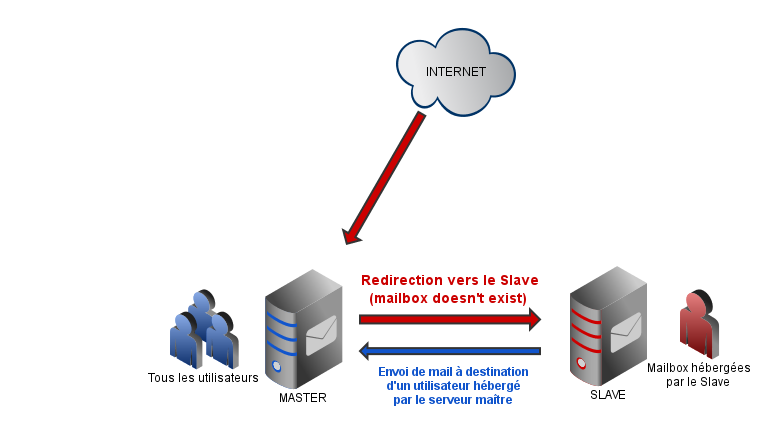 INTERNET
Redirection vers le Slave
(mailbox doesn't exist)
Tous les utilisateurs
MASTER
Envoi de mail à destination
d'un utilisateur hébergé
par le serveur maître
SLAVE
Mailbox hébergées
par le Slave